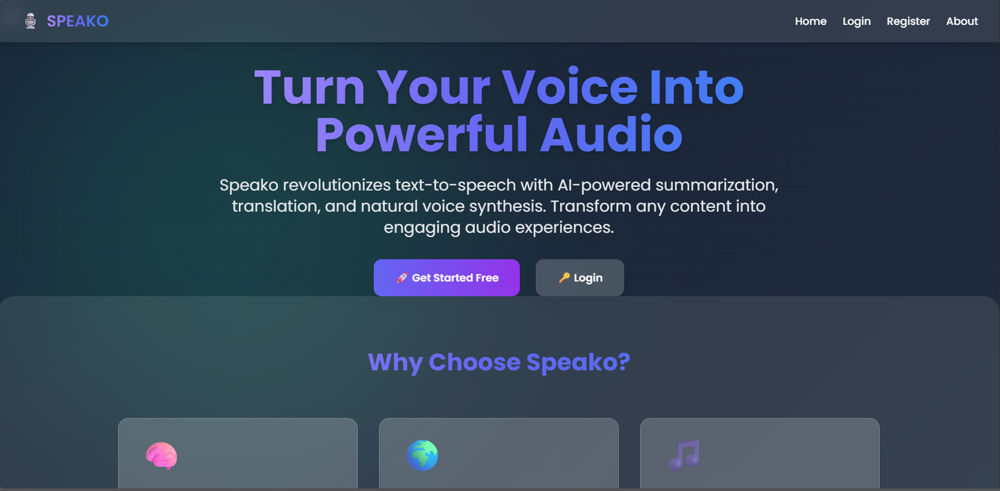 SPEAKO
Home Login Register About
Turn Your Voice Into
Powerful Audio
Speako revolutionizes text-to-speech with AI-powered summarization,
translation, and natural voice synthesis. Transform any content into
engaging audio experiences.
🚀 Get Started Free
🔑 Login
Why Choose Speako?